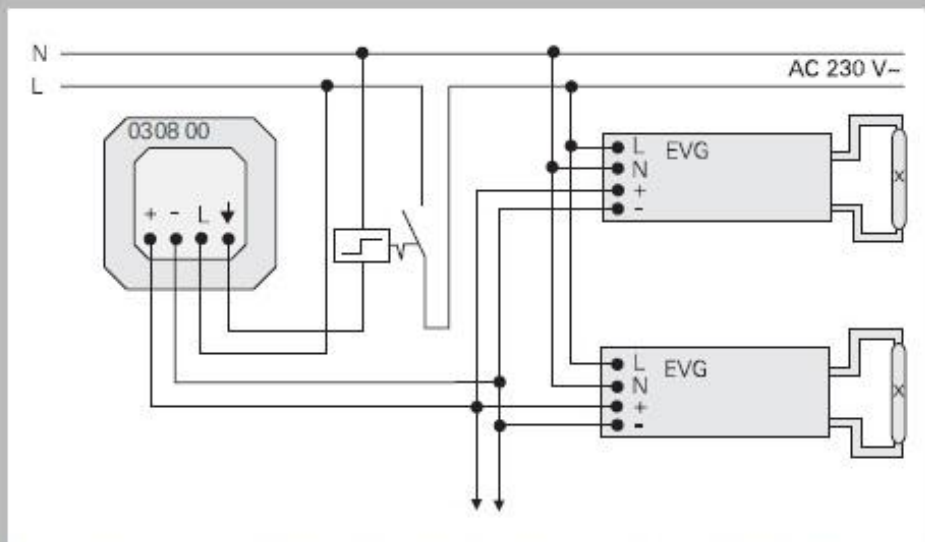 N
AC 230 V~
L
0308 00
+ - L ↓
L EVG
N
+
-
x
L EVG
N
+
-
x